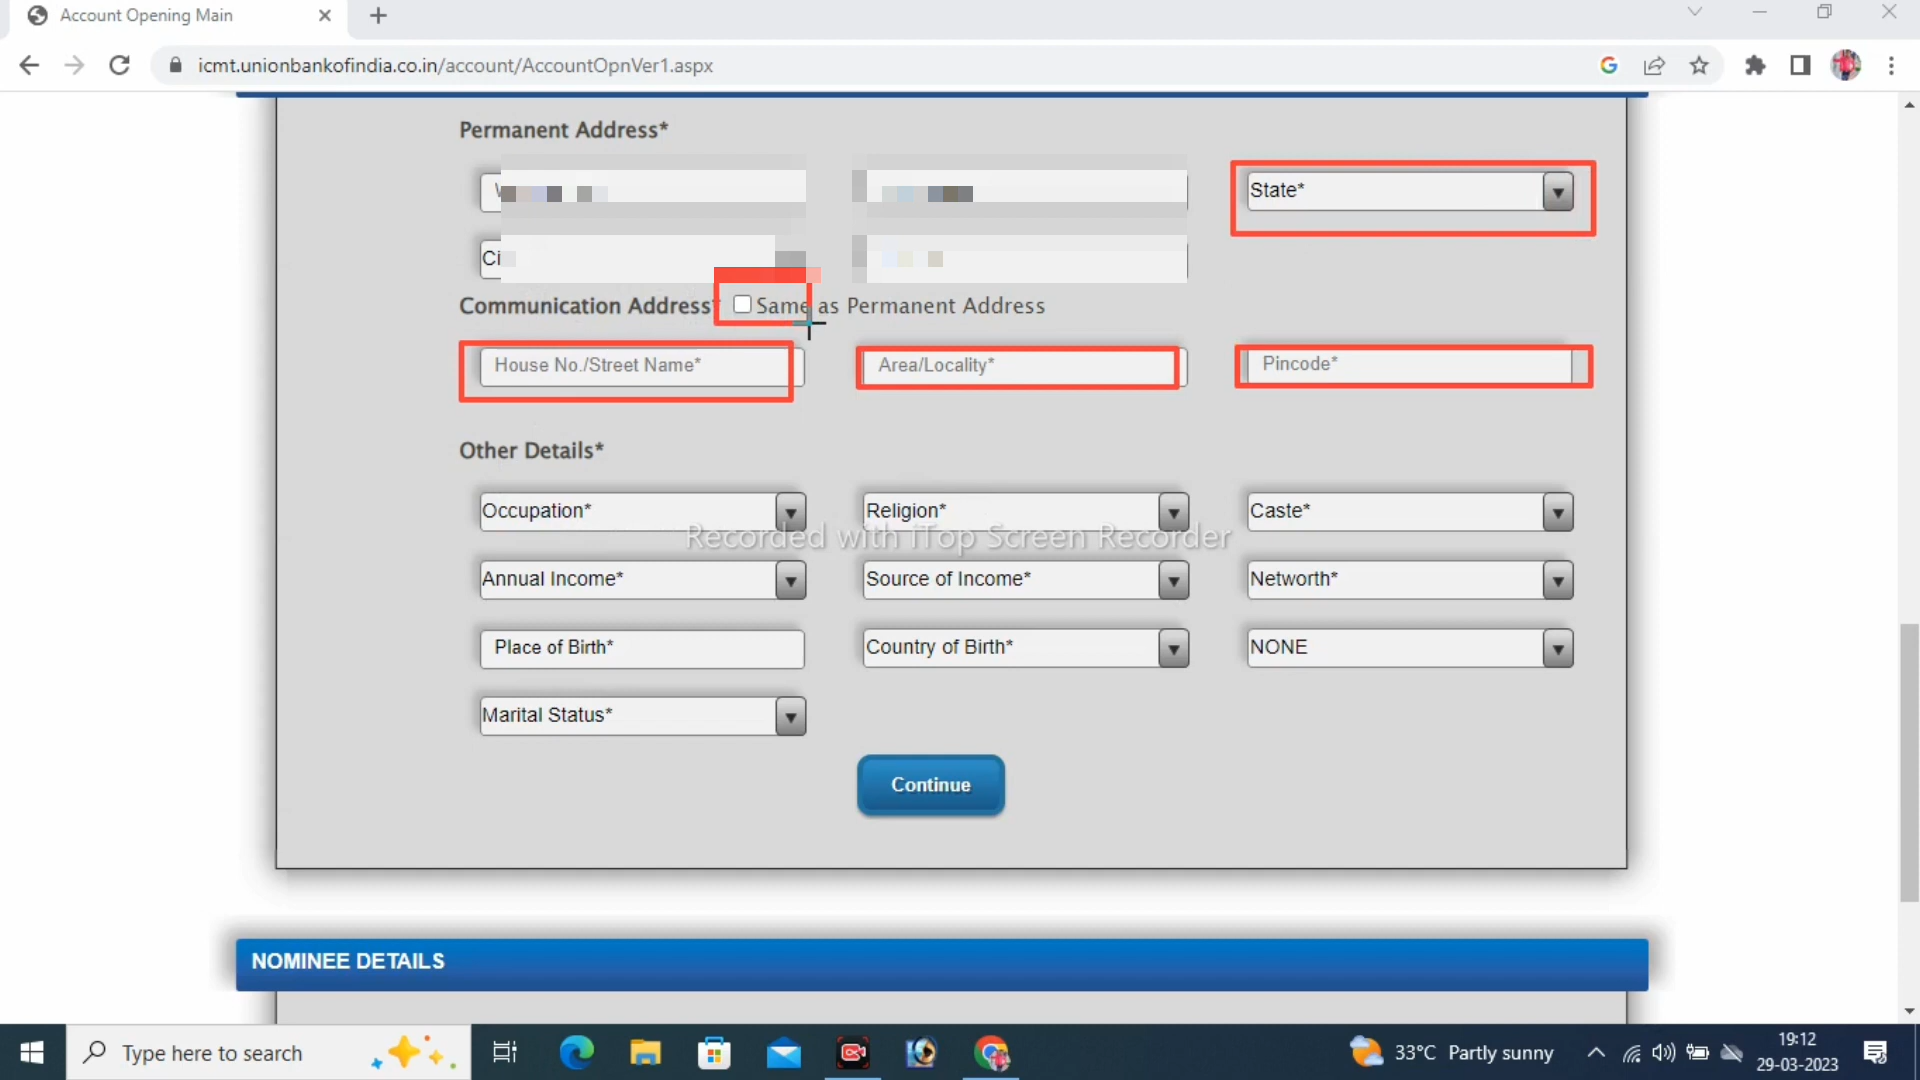 Account Opening Main
icmt.unionbankofindia.co.in/account/AccountOpnVer1.aspx
Permanent Address*
State*
Ci
Communication Address* Same as Permanent Address
House No./Street Name* Area/Locality* Pincode*
Other Details*
Occupation* Religion* Caste*
Recorded with iTop Screen Recorder
Annual Income* Source of Income* Networth*
Place of Birth* Country of Birth* NONE
Marital Status*
Continue
NOMINEE DETAILS
Type here to search
33°C Partly sunny
19:12
29-03-2023